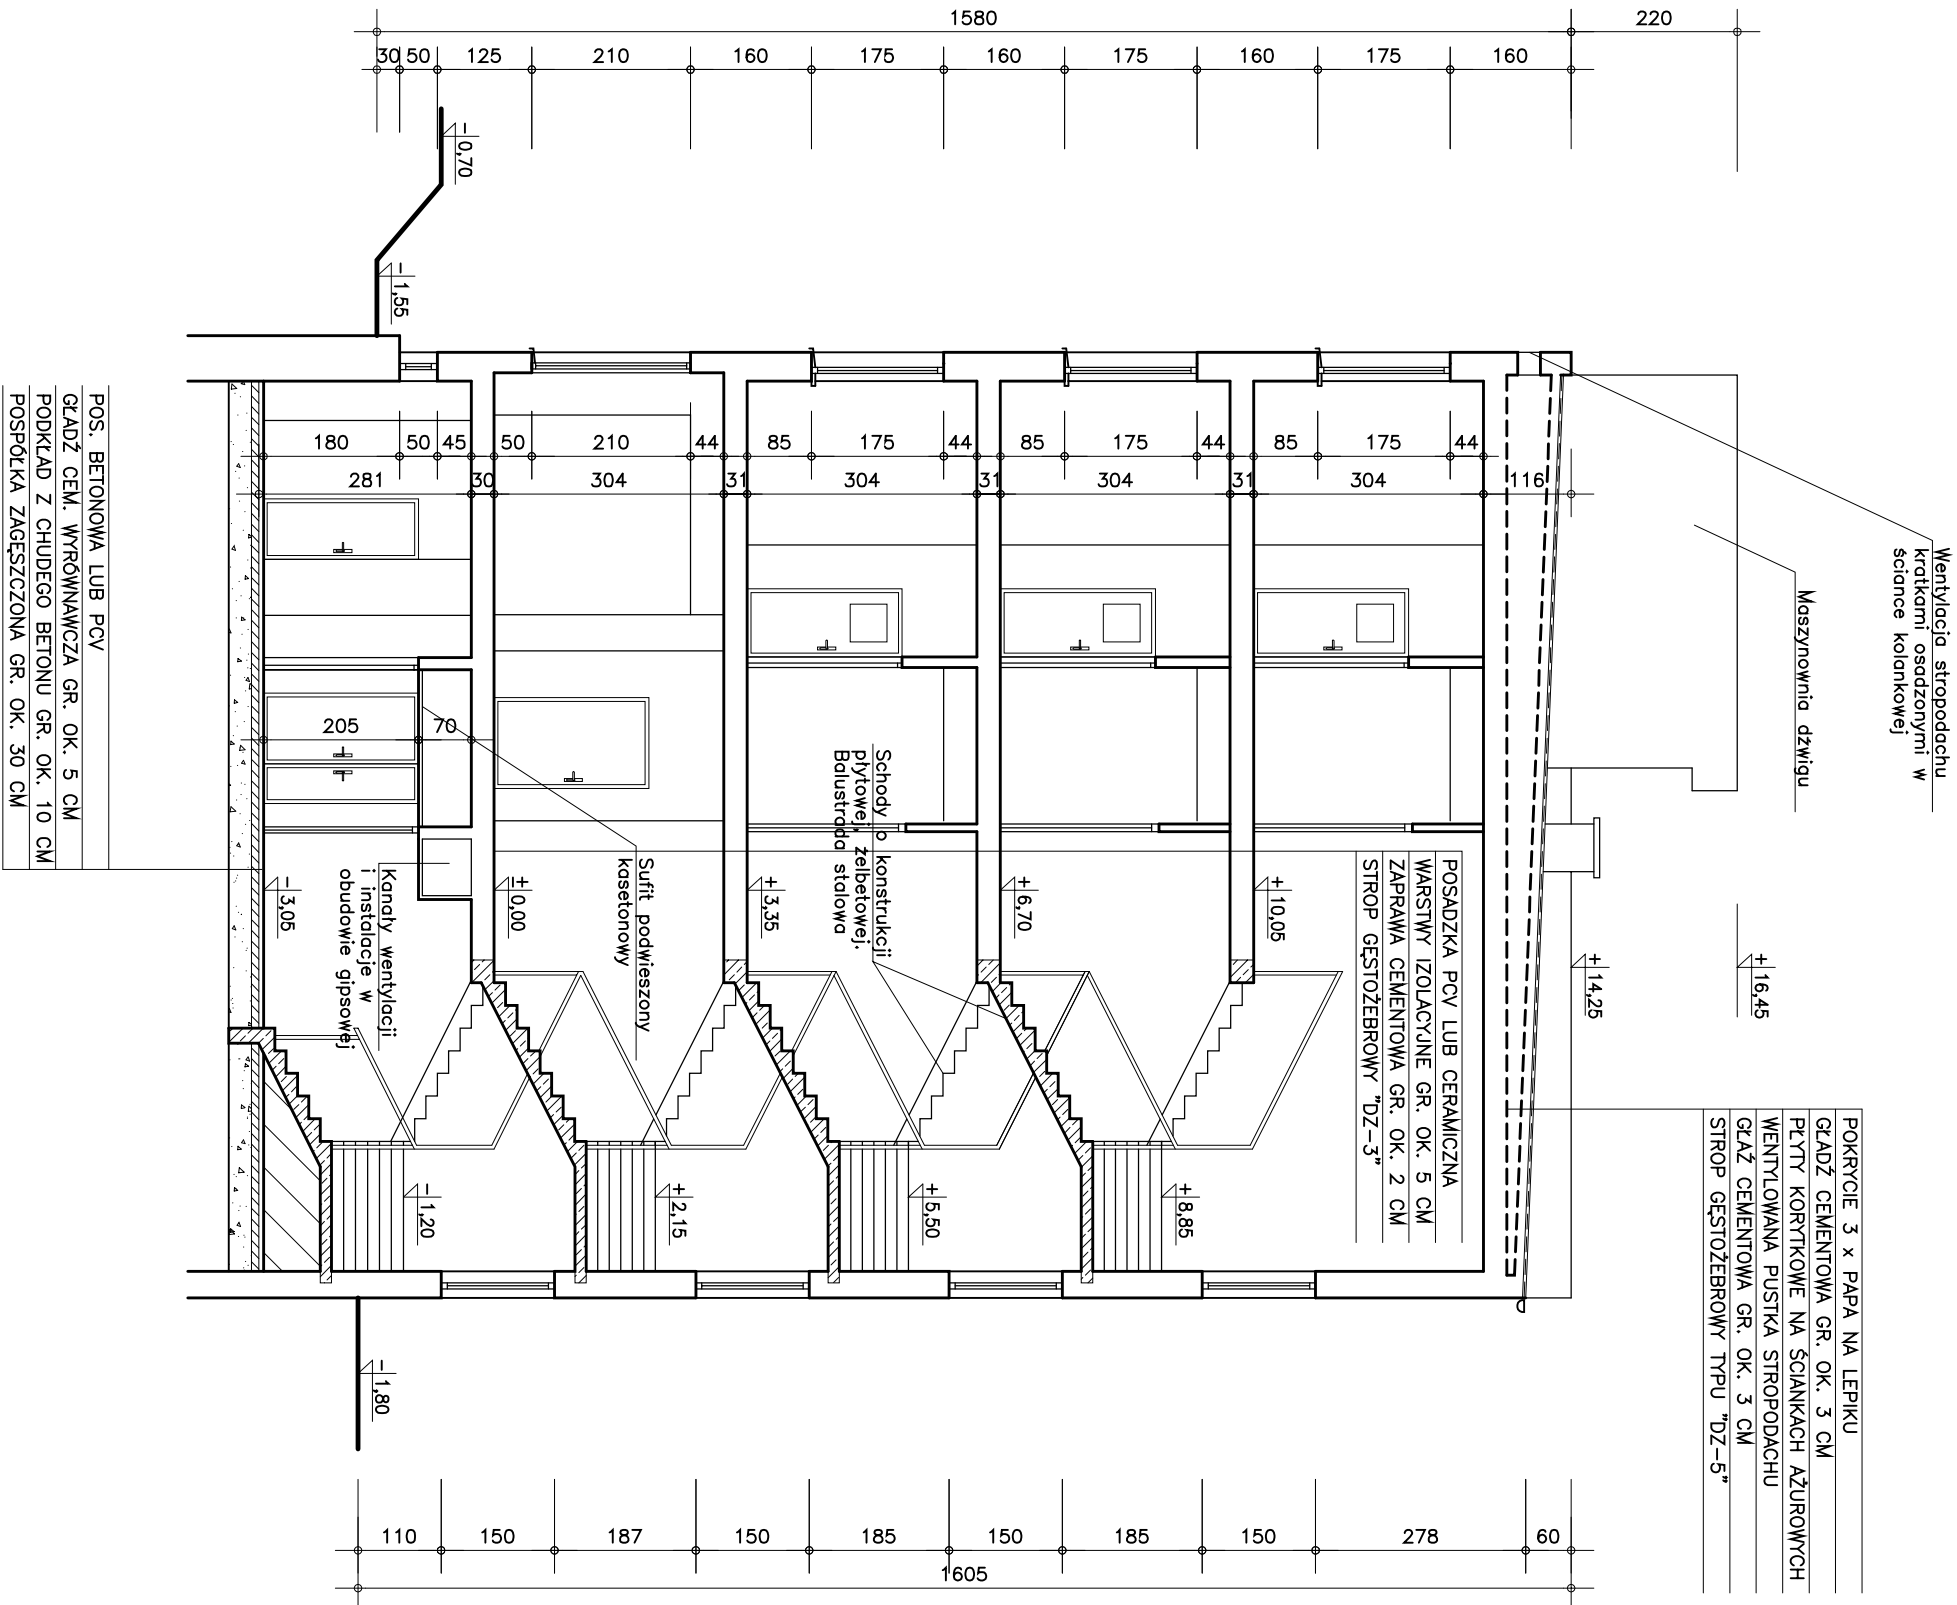 1580
220
30
50
125
210
160
175
160
175
160
175
160
-0,70
-1,55
Wentylacja stropodachu
kratkami osadzonymi w
ściance kolankowej
Maszynownia dźwigu
180
50
45
50
210
44
85
175
44
85
175
44
85
175
44
281
30
304
31
304
31
304
31
304
116
205
70
Schody o konstrukcji
płytowej, żelbetowej.
Balustrada stalowa
Sufit podwieszony
kasetonowy
Kanały wentylacji
i instalacje w
obudowie gipsowej
POSADZKA PCV LUB CERAMICZNA
WARSTWY IZOLACYJNE GR. OK. 5 CM
ZAPRAWA CEMENTOWA GR. OK. 2 CM
STROP GĘSTOŻEBROWY "DZ-3"
POS. BETONOWA LUB PCV
GŁADŹ CEM. WYRÓWNAWCZA GR. OK. 5 CM
PODKŁAD Z CHUDEGO BETONU GR. OK. 10 CM
POSPÓŁKA ZAGĘSZCZONA GR. OK. 30 CM
-3,05
±0,00
+3,35
+6,70
+10,05
+14,25
+16,45
-1,20
+2,15
+5,50
+8,85
POKRYCIE 3 x PAPA NA LEPIKU
GŁADŹ CEMENTOWA GR. OK. 3 CM
PŁYTY KORYTKOWE NA ŚCIANKACH AŻUROWYCH
WENTYLOWANA PUSTKA STROPODACHU
GŁAŹ CEMENTOWA GR. OK. 3 CM
STROP GĘSTOŻEBROWY TYPU "DZ-5"
-1,80
110
150
187
150
185
150
185
150
278
60
1605